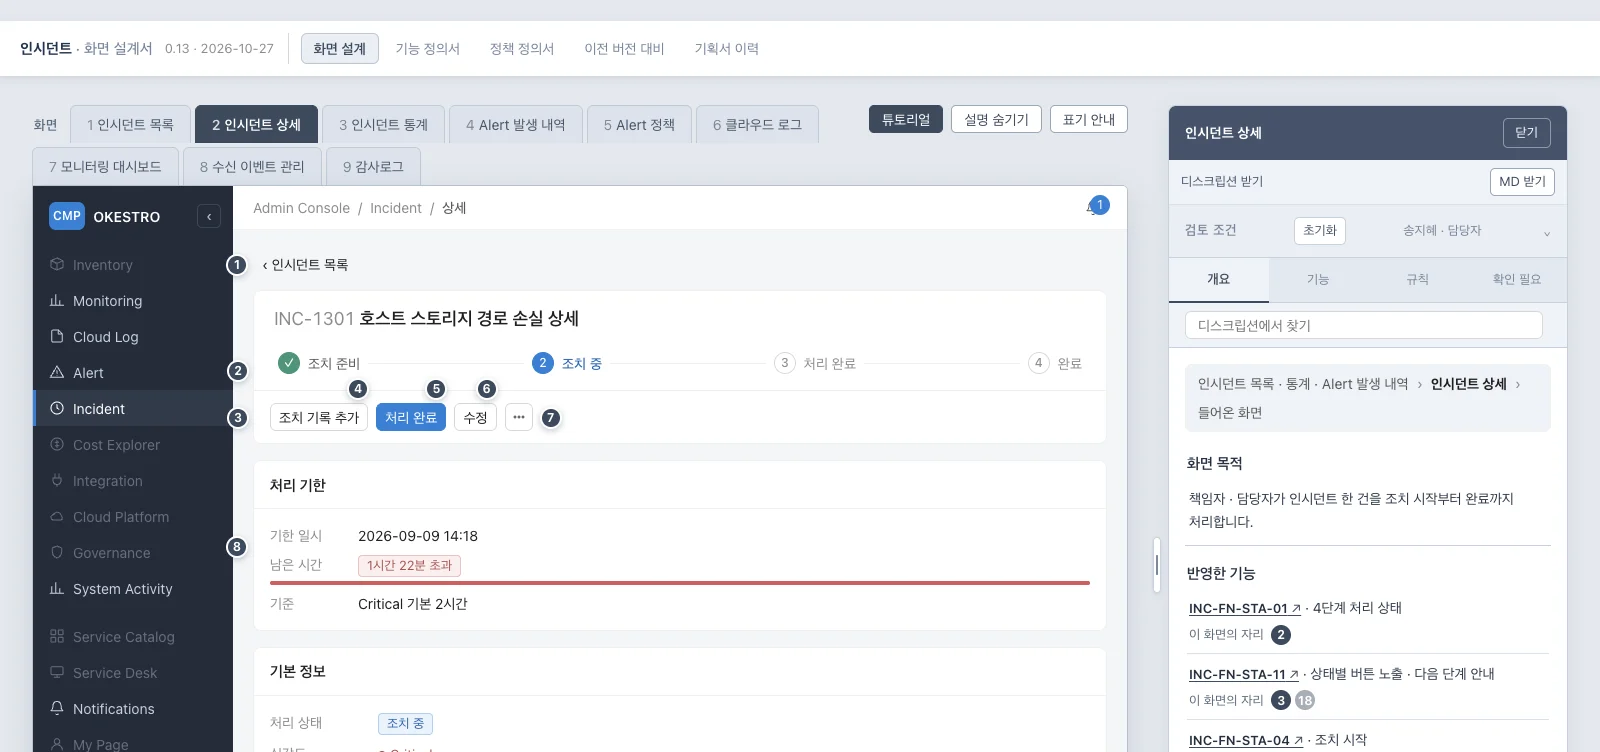 인시던트 · 화면 설계서 0.13 · 2026-10-27 화면 설계 기능 정의서 정책 정의서 이전 버전 대비 기획서 이력
화면 1 인시던트 목록 2 인시던트 상세 3 인시던트 통계 4 Alert 발생 내역 5 Alert 정책 6 클라우드 로그
7 모니터링 대시보드 8 수신 이벤트 관리 9 감사로그
튜토리얼 설명 숨기기 표기 안내
CMP OKESTRO ‹
Inventory
Monitoring
Cloud Log
Alert
Incident
Cost Explorer
Integration
Cloud Platform
Governance
System Activity
Service Catalog
Service Desk
Notifications
My Page
Admin Console / Incident / 상세 1
1 ‹ 인시던트 목록
INC-1301 호스트 스토리지 경로 손실 상세
2 조치 준비 2 조치 중 3 처리 완료 4 완료
4 5 6
3 조치 기록 추가 처리 완료 수정 ··· 7
처리 기한
8
기한 일시 2026-09-09 14:18
남은 시간 1시간 22분 초과
기준 Critical 기본 2시간
기본 정보
처리 상태 조치 중
인시던트 상세 닫기
디스크립션 받기 MD 받기
검토 조건 초기화 송지혜 · 담당자
개요 기능 규칙 확인 필요
디스크립션에서 찾기
인시던트 목록 · 통계 · Alert 발생 내역 › 인시던트 상세 ›
들어온 화면
화면 목적
책임자 · 담당자가 인시던트 한 건을 조치 시작부터 완료까지
처리합니다.
반영한 기능
INC-FN-STA-01 ↗ · 4단계 처리 상태
이 화면의 자리 2
INC-FN-STA-11 ↗ · 상태별 버튼 노출 · 다음 단계 안내
이 화면의 자리 3 18
INC-FN-STA-04 ↗ · 조치 시작